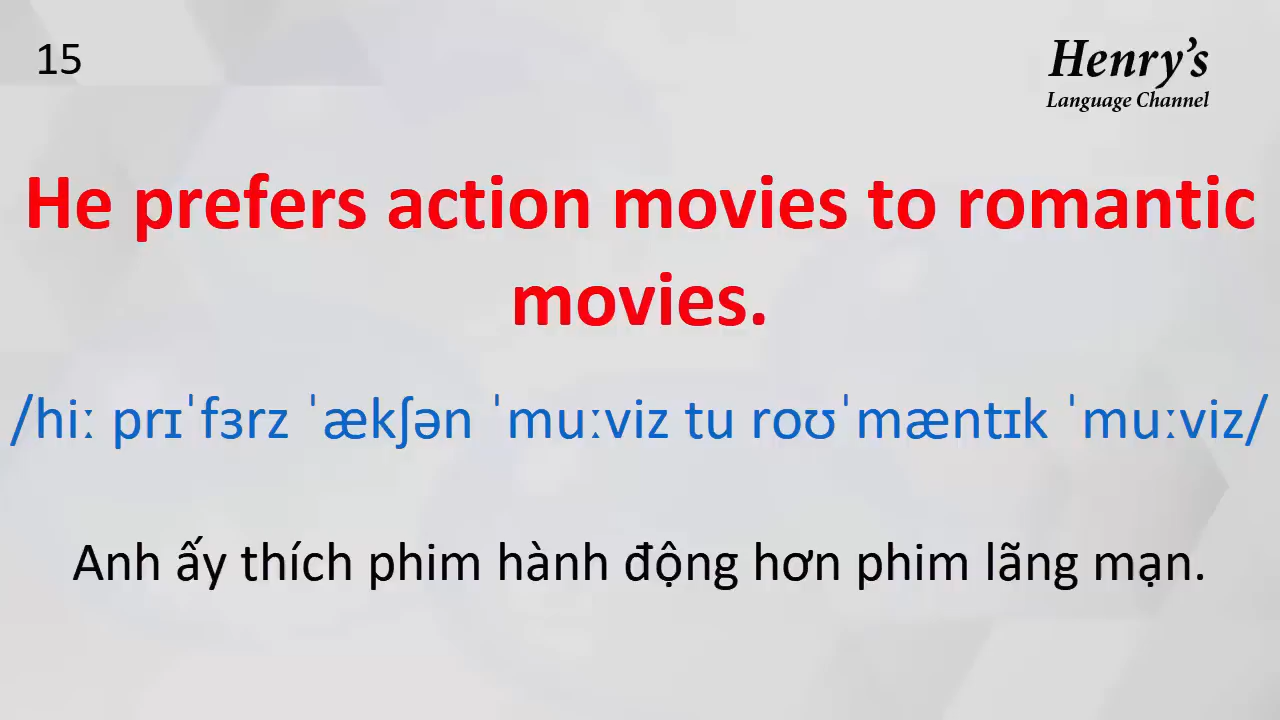 15
Henry’s
Language Channel
He prefers action movies to romantic
movies.
/hiː prɪˈfɜrz ˈækʃən ˈmuːviz tu roʊˈmæntɪk ˈmuːviz/
Anh ấy thích phim hành động hơn phim lãng mạn.